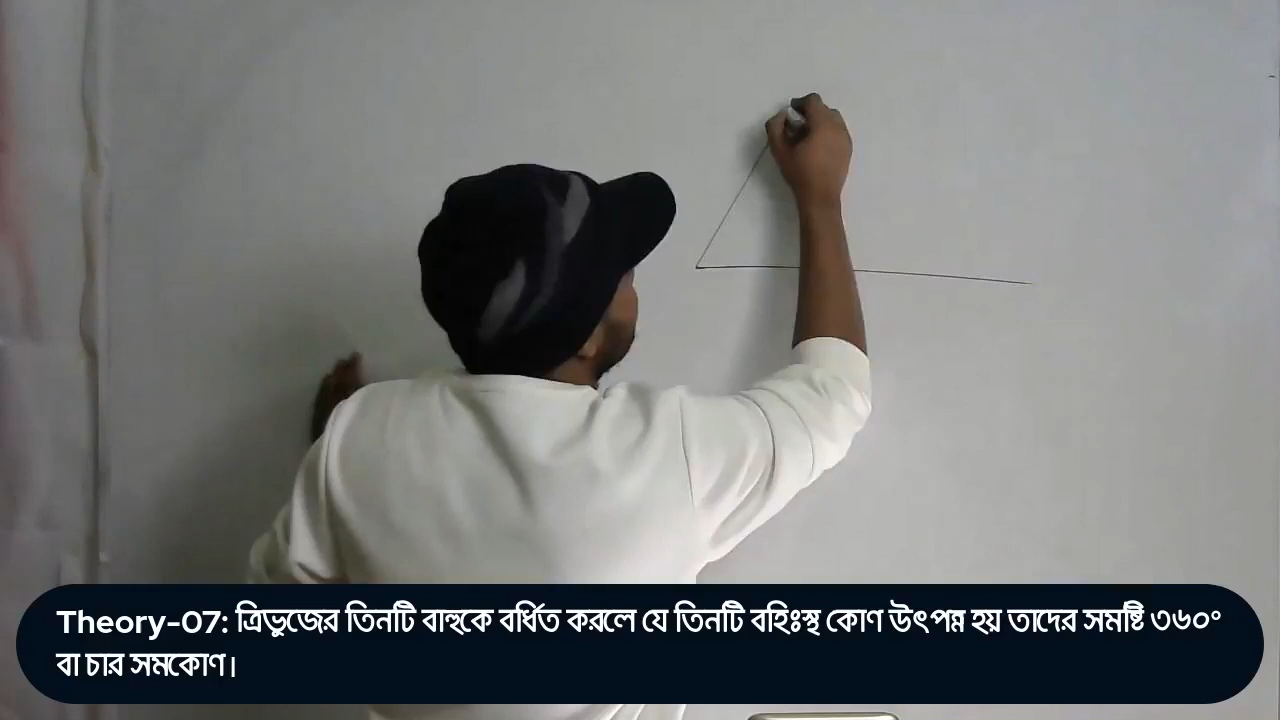 Theory-07: ত্রিভুজের তিনটি বাহুকে বর্ধিত করলে যে তিনটি বহিঃস্থ কোণ উৎপন্ন হয় তাদের সমষ্টি ৩৬০°
বা চার সমকোণ।